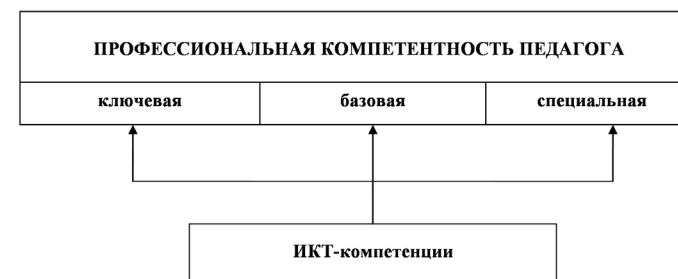 ПРОФЕССИОНАЛЬНАЯ КОМПЕТЕНТНОСТЬ ПЕДАГОГА
ключевая базовая специальная
ИКТ-компетенции